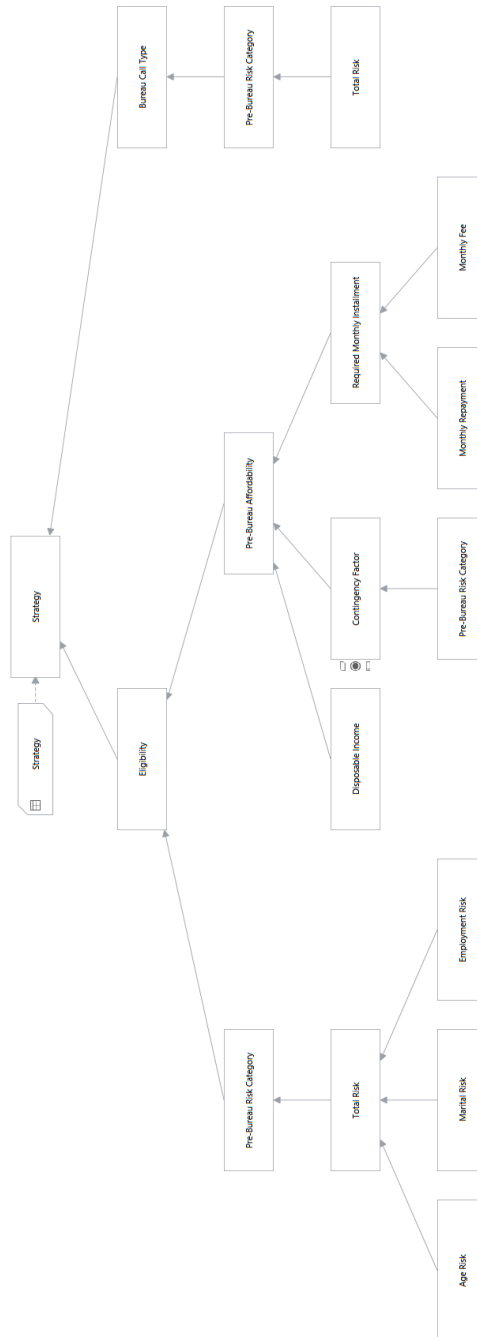 Strategy
Strategy
Eligibility
Bureau Call Type
Pre-Bureau Risk Category
Pre-Bureau Affordability
Pre-Bureau Risk Category
Total Risk
Disposable Income
Contingency Factor
Required Monthly Installment
Total Risk
Age Risk
Marital Risk
Employment Risk
Pre-Bureau Risk Category
Monthly Repayment
Monthly Fee